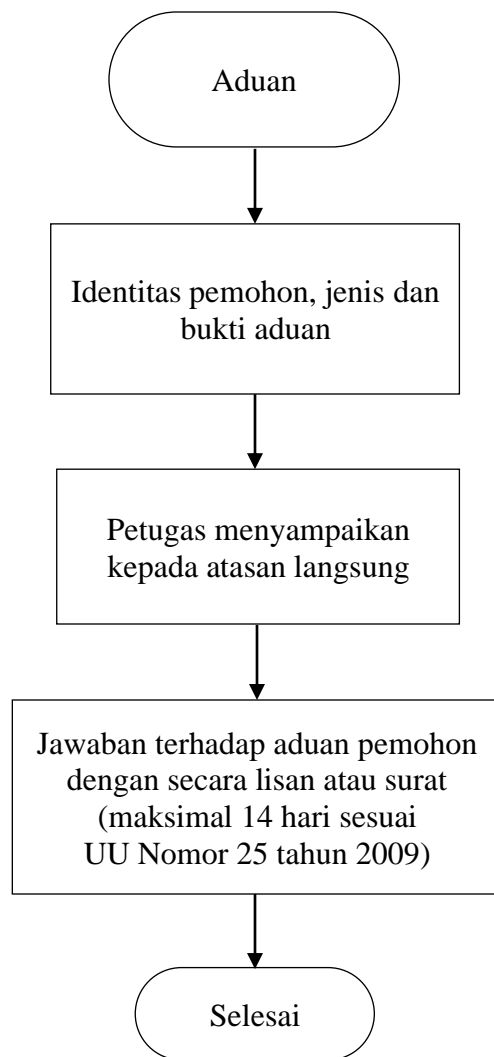 Aduan
Identitas pemohon, jenis dan
bukti aduan
Petugas menyampaikan
kepada atasan langsung
Jawaban terhadap aduan pemohon
dengan secara lisan atau surat
(maksimal 14 hari sesuai
UU Nomor 25 tahun 2009)
Selesai